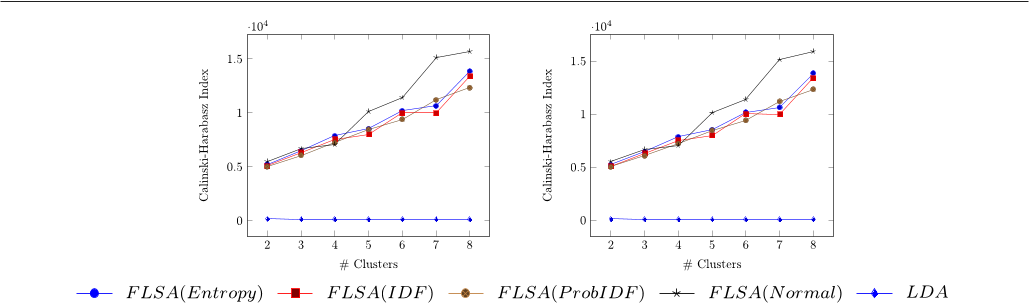 ·10⁴ ·10⁴
1.5 1.5
1 1
0.5 0.5
0 0
Calinski-Harabasz Index Calinski-Harabasz Index
2 3 4 5 6 7 8 2 3 4 5 6 7 8
# Clusters # Clusters
FLSA(Entropy) FLSA(IDF) FLSA(ProbIDF) FLSA(Normal) LDA